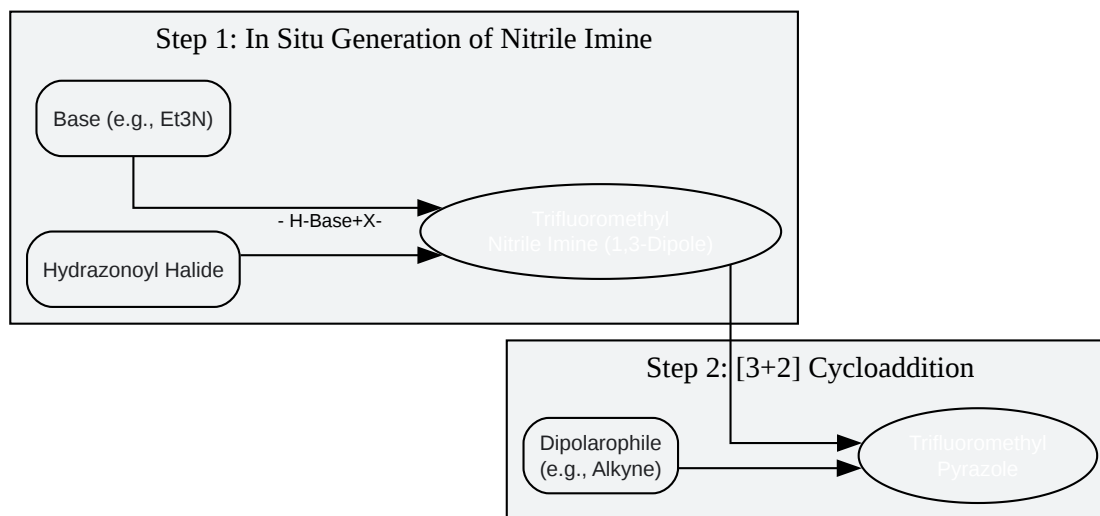 Step 1: In Situ Generation of Nitrile Imine
Base (e.g., Et3N)
- H-Base+X-
Trifluoromethyl
Nitrile Imine (1,3-Dipole)
Hydrazonoyl Halide
Step 2: [3+2] Cycloaddition
Dipolarophile
(e.g., Alkyne)
Trifluoromethyl
Pyrazole